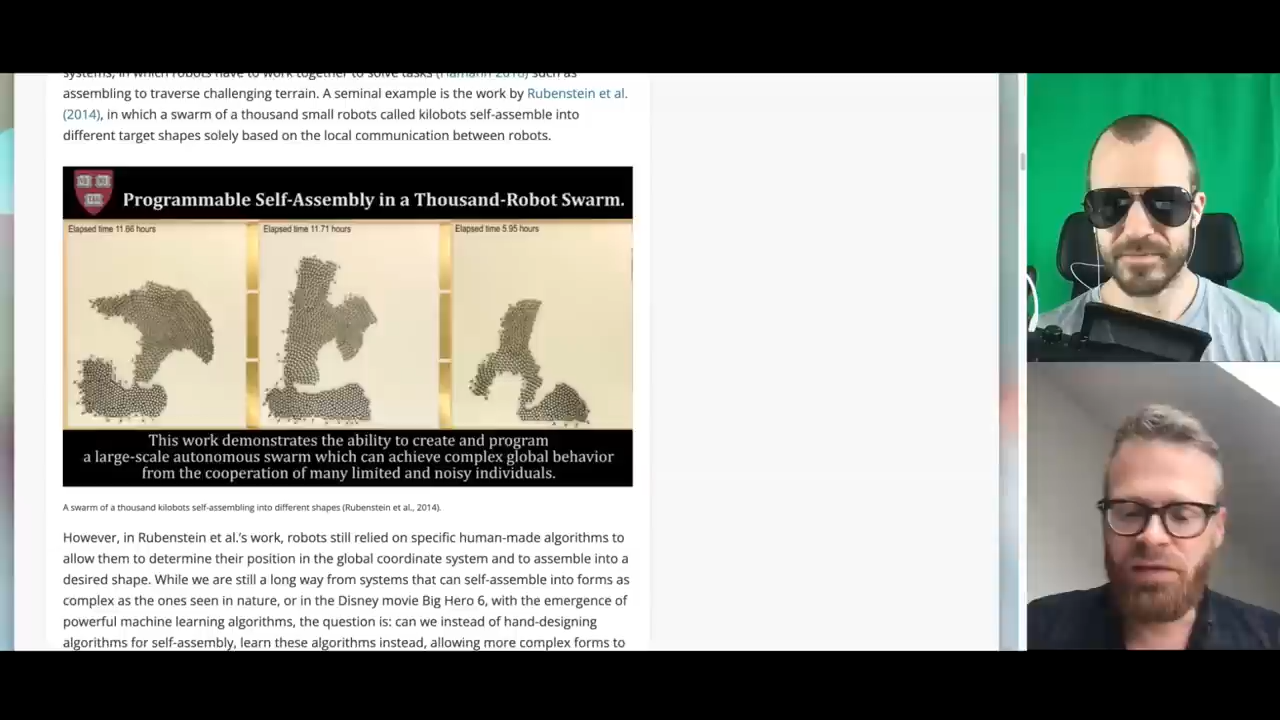 systems, in which robots have to work together to solve tasks (Hamann 2018) such as
assembling to traverse challenging terrain. A seminal example is the work by Rubenstein et al.
(2014), in which a swarm of a thousand small robots called kilobots self-assemble into
different target shapes solely based on the local communication between robots.
Programmable Self-Assembly in a Thousand-Robot Swarm.
Elapsed time 11.66 hours
Elapsed time 11.71 hours
Elapsed time 5.95 hours
This work demonstrates the ability to create and program
a large-scale autonomous swarm which can achieve complex global behavior
from the cooperation of many limited and noisy individuals.
A swarm of a thousand kilobots self-assembling into different shapes (Rubenstein et al., 2014).
However, in Rubenstein et al.'s work, robots still relied on specific human-made algorithms to
allow them to determine their position in the global coordinate system and to assemble into a
desired shape. While we are still a long way from systems that can self-assemble into forms as
complex as the ones seen in nature, or in the Disney movie Big Hero 6, with the emergence of
powerful machine learning algorithms, the question is: can we instead of hand-designing
algorithms for self-assembly, learn these algorithms instead, allowing more complex forms to